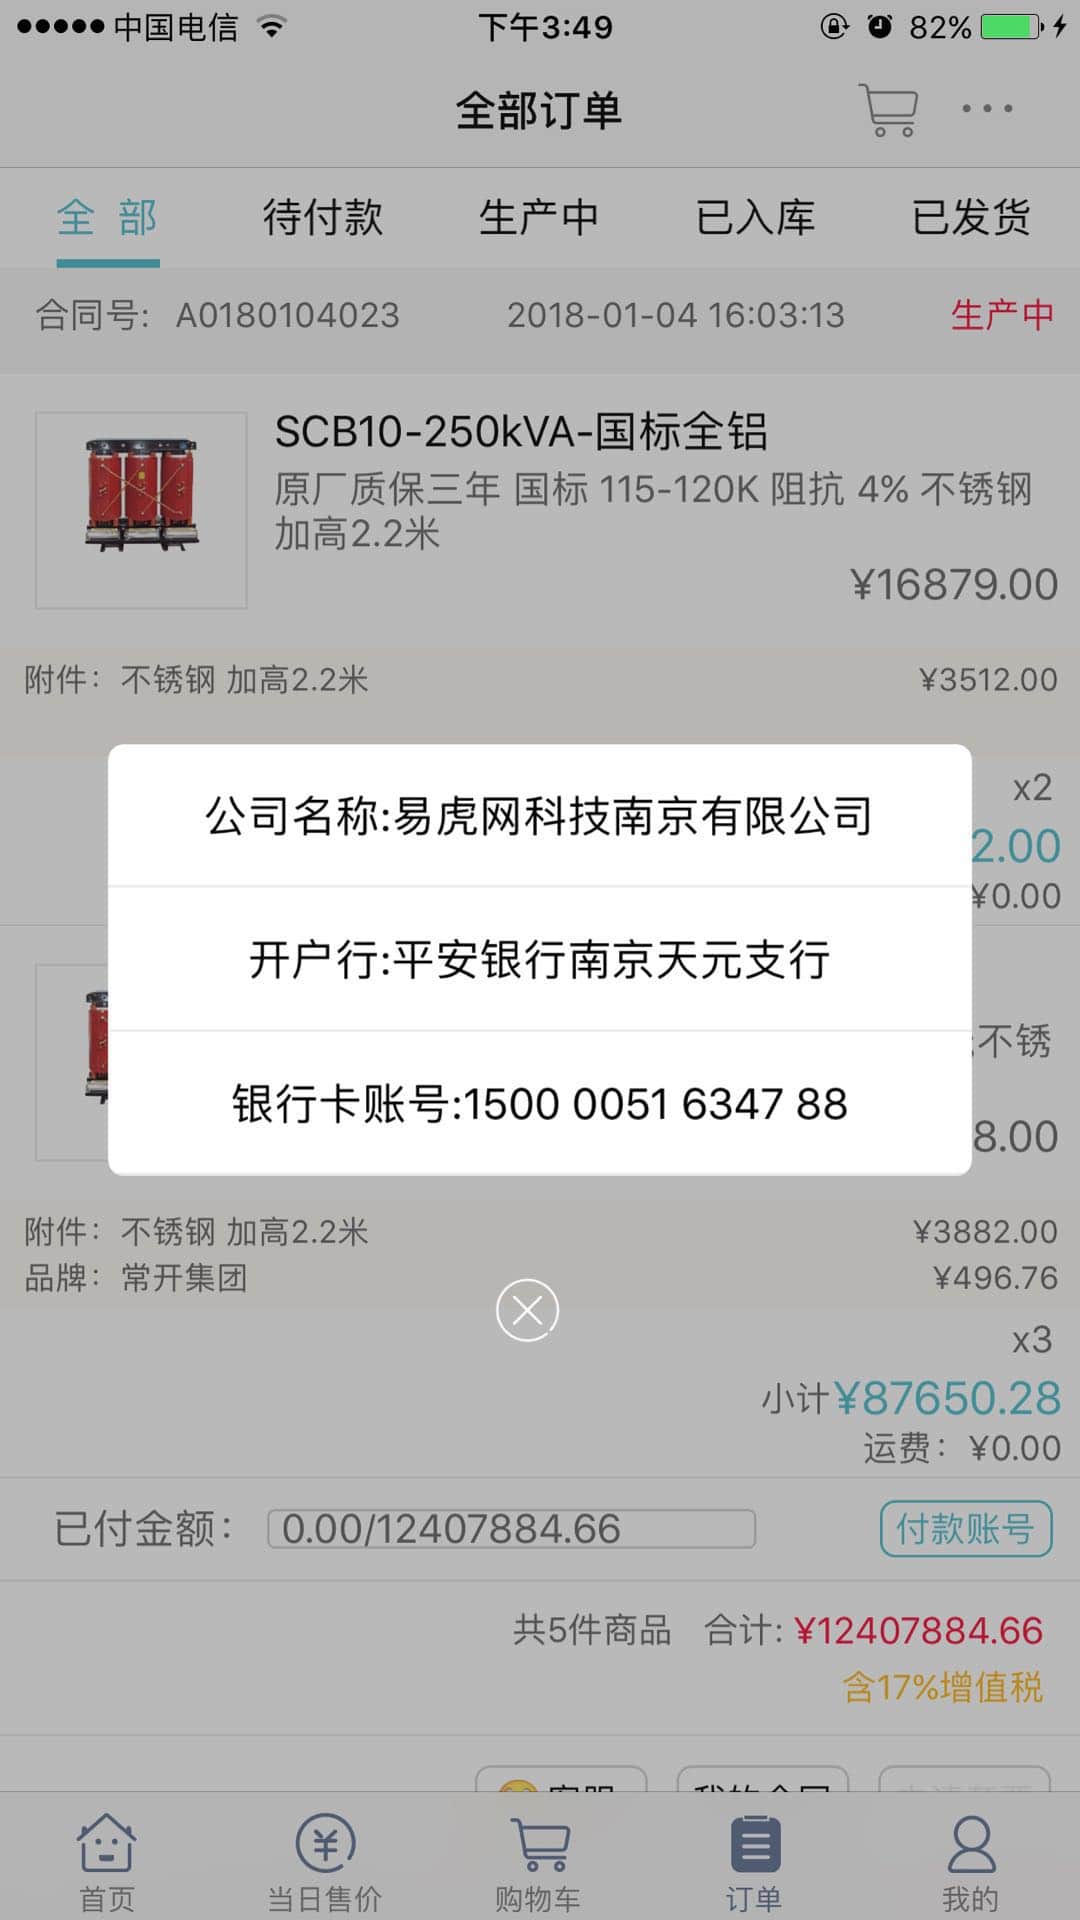 中国电信 下午3:49 82%
全部订单
全 部 待付款 生产中 已入库 已发货
合同号: A0180104023 2018-01-04 16:03:13 生产中
SCB10-250kVA-国标全铝
原厂质保三年 国标 115-120K 阻抗 4% 不锈钢
加高2.2米
¥16879.00
附件: 不锈钢 加高2.2米 ¥3512.00
x2
公司名称:易虎网科技南京有限公司
2.00
¥0.00
开户行:平安银行南京天元支行
不锈
银行卡账号:1500 0051 6347 88
8.00
附件: 不锈钢 加高2.2米 ¥3882.00
品牌: 常开集团 ¥496.76
x3
小计¥87650.28
运费: ¥0.00
已付金额: 0.00/12407884.66 付款账号
共5件商品 合计: ¥12407884.66
含17%增值税
首页 当日售价 购物车 订单 我的